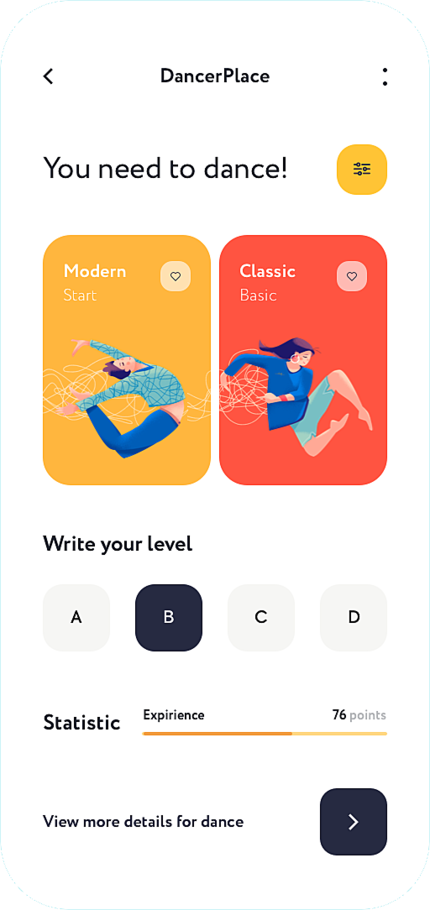 DancerPlace
You need to dance!
Modern
Start
Classic
Basic
Write your level
A
B
C
D
Statistic
Expirience
76 points
View more details for dance